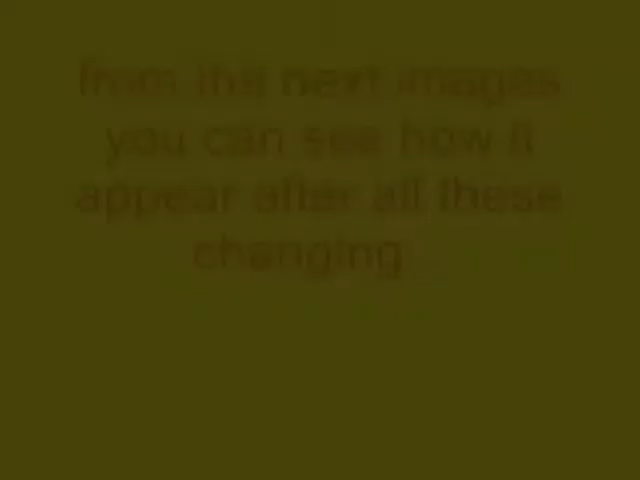 from the next images
you can see how it
appear after all these
changing